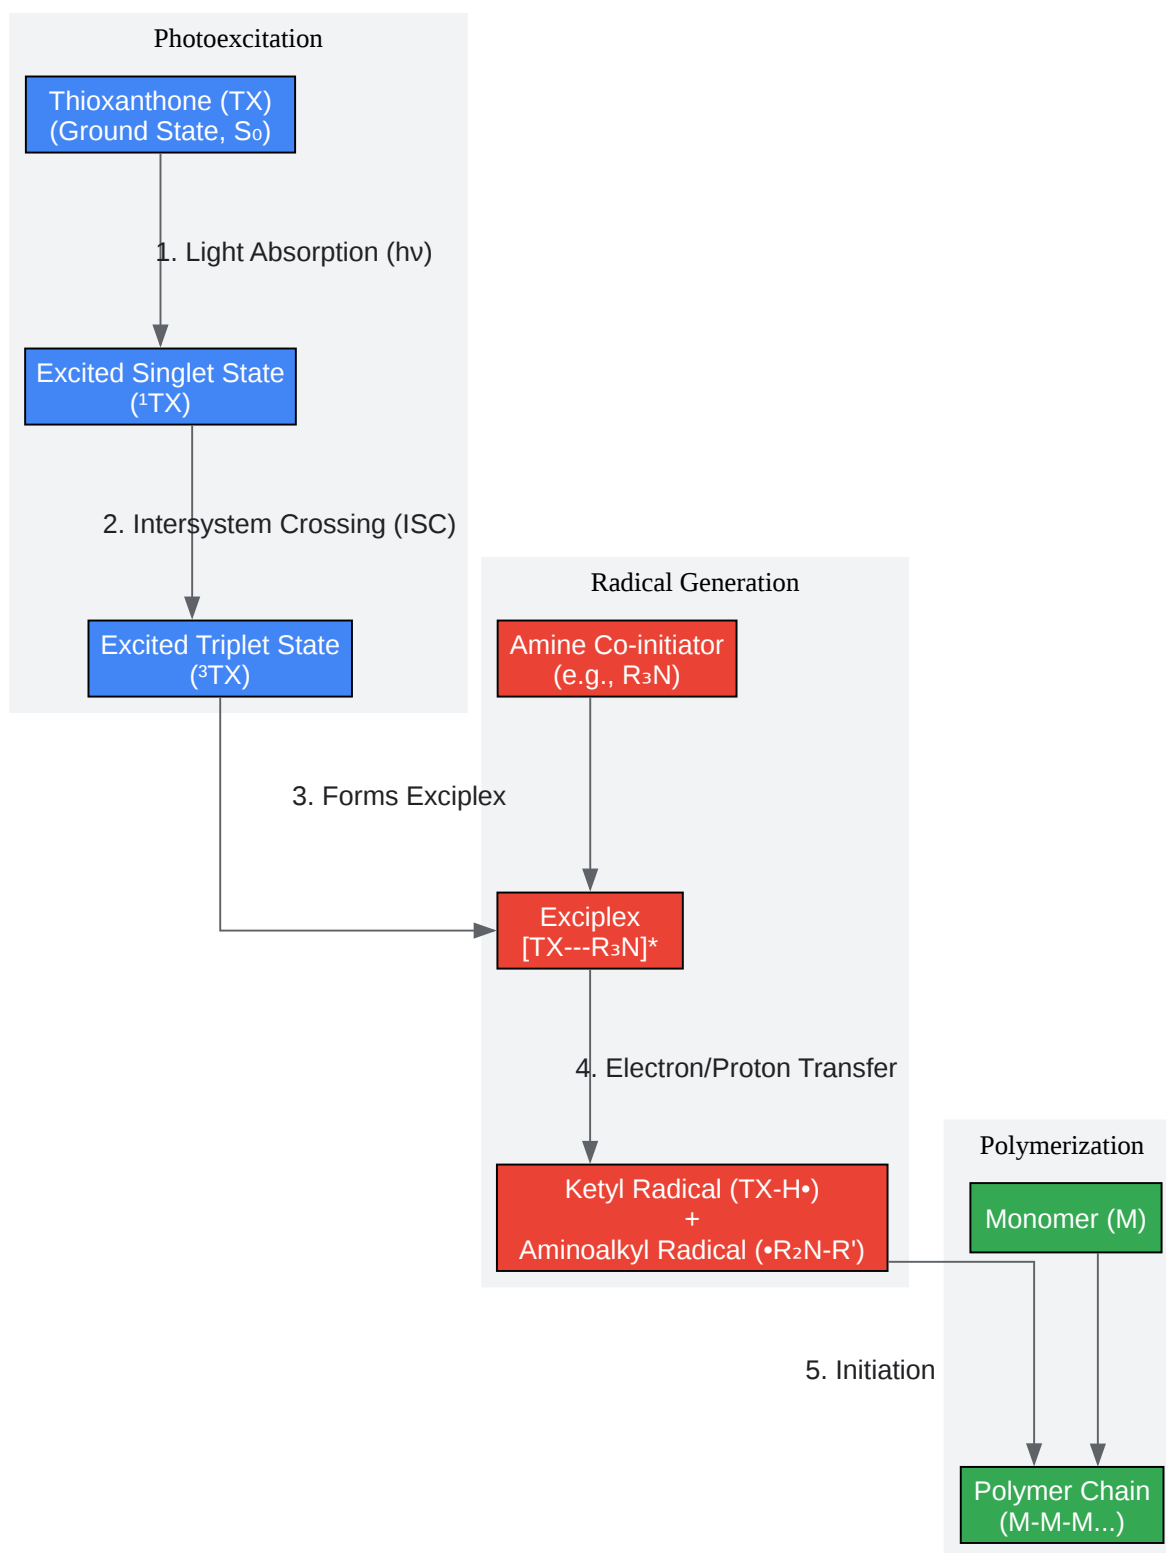 Photoexcitation
Thioxanthone (TX)
(Ground State, S₀)
1. Light Absorption (hν)
Excited Singlet State
(¹TX)
2. Intersystem Crossing (ISC)
Excited Triplet State
(³TX)
Radical Generation
Amine Co-initiator
(e.g., R₃N)
3. Forms Exciplex
Exciplex
[TX---R₃N]*
4. Electron/Proton Transfer
Ketyl Radical (TX-H•)
+
Aminoalkyl Radical (•R₂N-R')
Polymerization
Monomer (M)
5. Initiation
Polymer Chain
(M-M-M...)